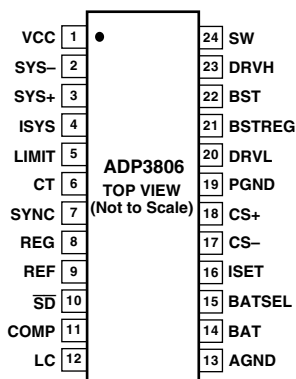 VCC 1
SYS– 2
SYS+ 3
ISYS 4
LIMIT 5
CT 6
SYNC 7
REG 8
REF 9
S̅D̅ 10
COMP 11
LC 12
ADP3806
TOP VIEW
(Not to Scale)
24 SW
23 DRVH
22 BST
21 BSTREG
20 DRVL
19 PGND
18 CS+
17 CS–
16 ISET
15 BATSEL
14 BAT
13 AGND